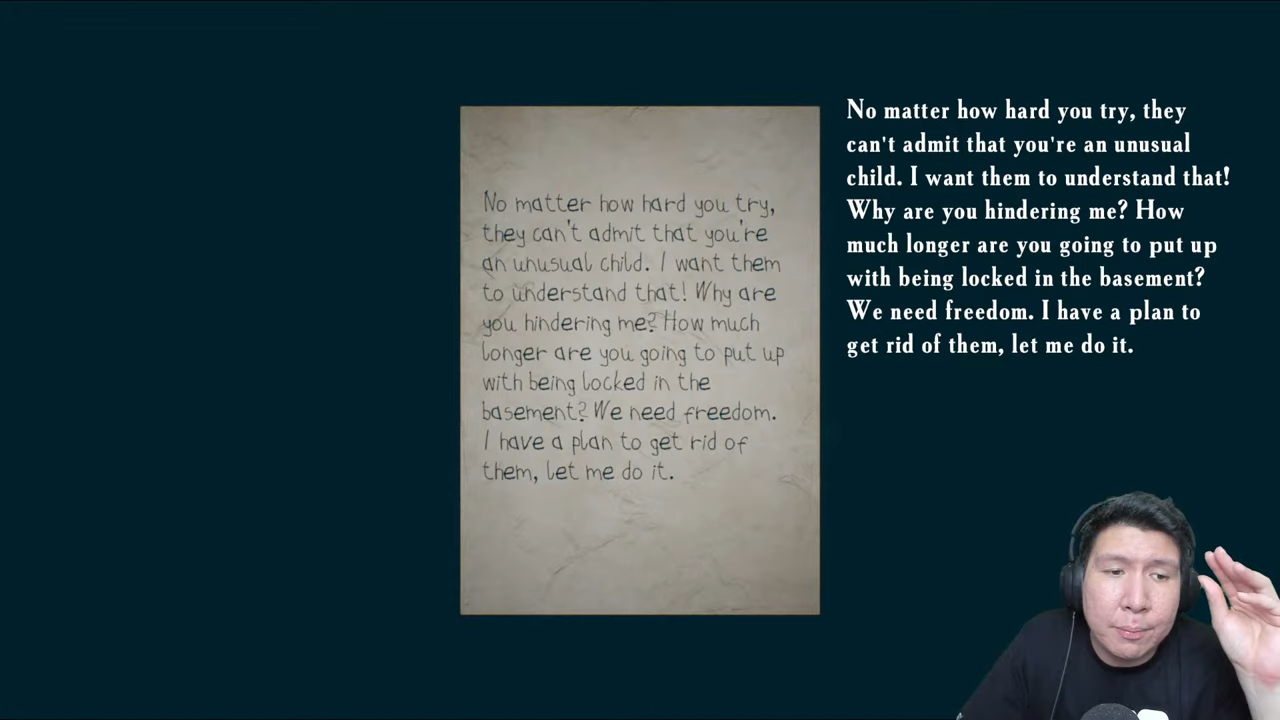 No matter how hard you try,
they can't admit that you're
an unusual child. I want them
to understand that! Why are
you hindering me? How much
longer are you going to put up
with being locked in the
basement? We need freedom.
I have a plan to get rid of
them, let me do it.
No matter how hard you try, they
can't admit that you're an unusual
child. I want them to understand that!
Why are you hindering me? How
much longer are you going to put up
with being locked in the basement?
We need freedom. I have a plan to
get rid of them, let me do it.